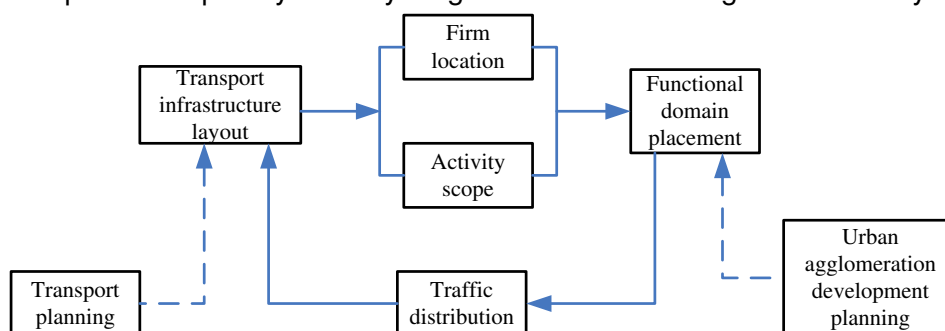 Firm
location
Transport
infrastructure
layout
Functional
domain
placement
Activity
scope
Urban
agglomeration
development
planning
Transport
planning
Traffic
distribution